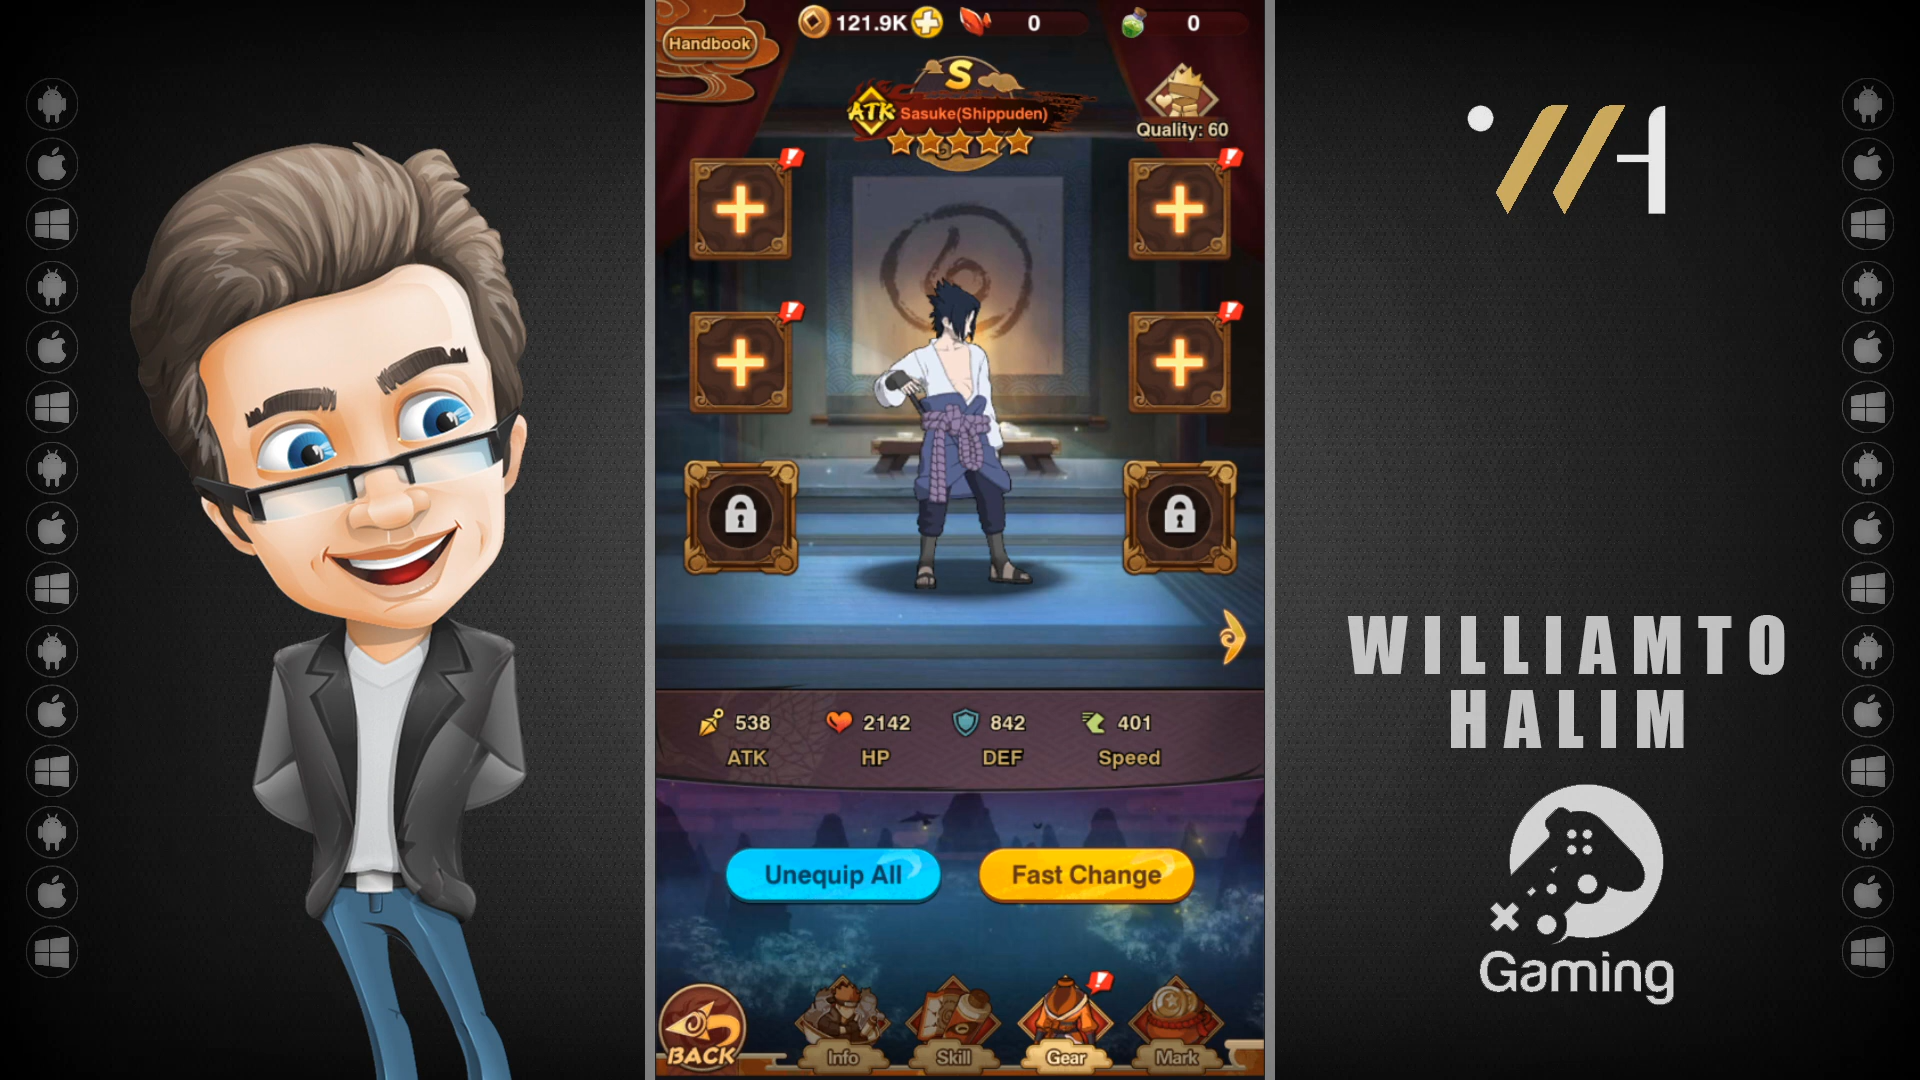 Handbook
121.9K
0
0
S
ATK
Sasuke(Shippuden)
Quality: 60
538
2142
842
401
ATK
HP
DEF
Speed
Unequip All
Fast Change
BACK
Info
Skill
Gear
Mark
WILLIAMTO
HALIM
Gaming